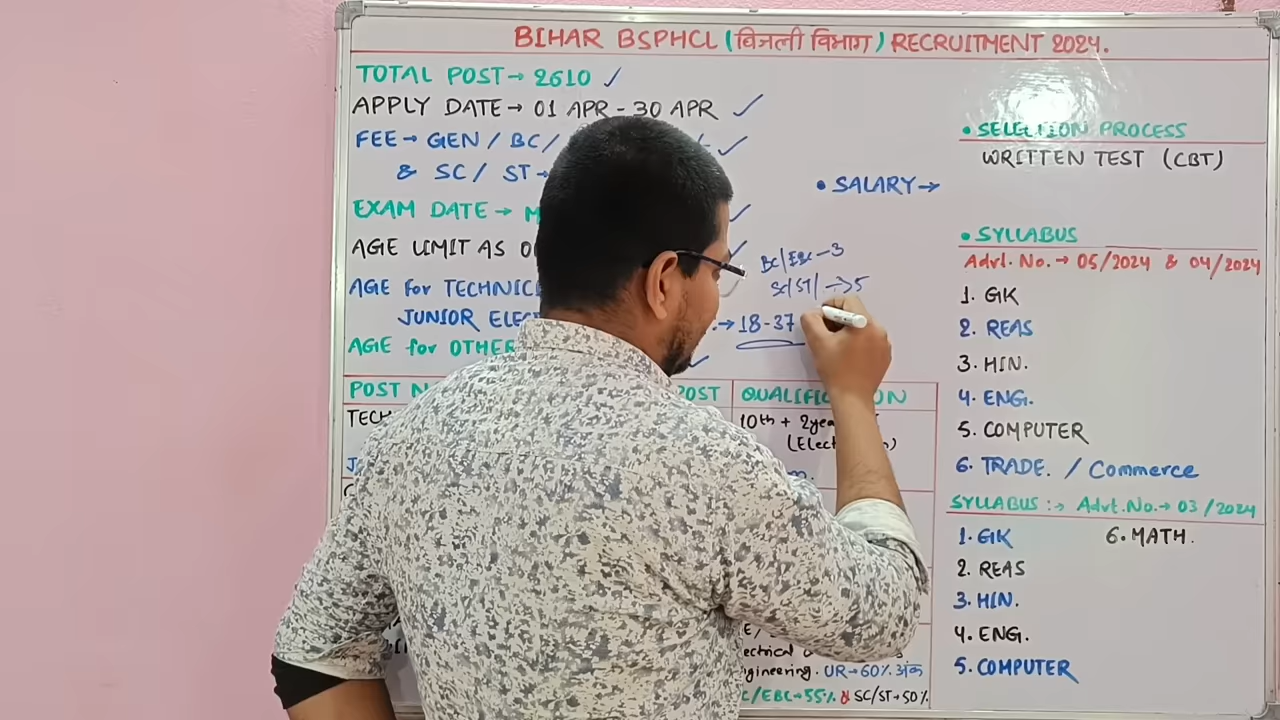 BIHAR BSPHCL (बिजली विभाग) RECRUITMENT 2024.
TOTAL POST → 2610 ✓
APPLY DATE → 01 APR - 30 APR ✓
FEE → GEN / BC /
& SC / ST →
EXAM DATE → M
AGE LIMIT AS
AGE for TECHNICI
JUNIOR ELEC
→ 18-37
AGE for OTHER
BC/EBC - 3
SC/ST/ → 5
POST
POST
QUALIFIC ON
TECH
10th + 2yea
(Elect n)
ectrical
gineering. UR → 60% अंक
C/EBC → 55% & SC/ST → 50%
• SALARY →
• SELECTION PROCESS
WRITTEN TEST (CBT)
• SYLLABUS
Advt. No. → 05/2024 & 04/2024
1. GK
2. REAS
3. HIN.
4. ENG.
5. COMPUTER
6. TRADE. / Commerce
SYLLABUS :→ Advt. No. → 03/2024
1. GK 6. MATH.
2. REAS
3. HIN.
4. ENG.
5. COMPUTER